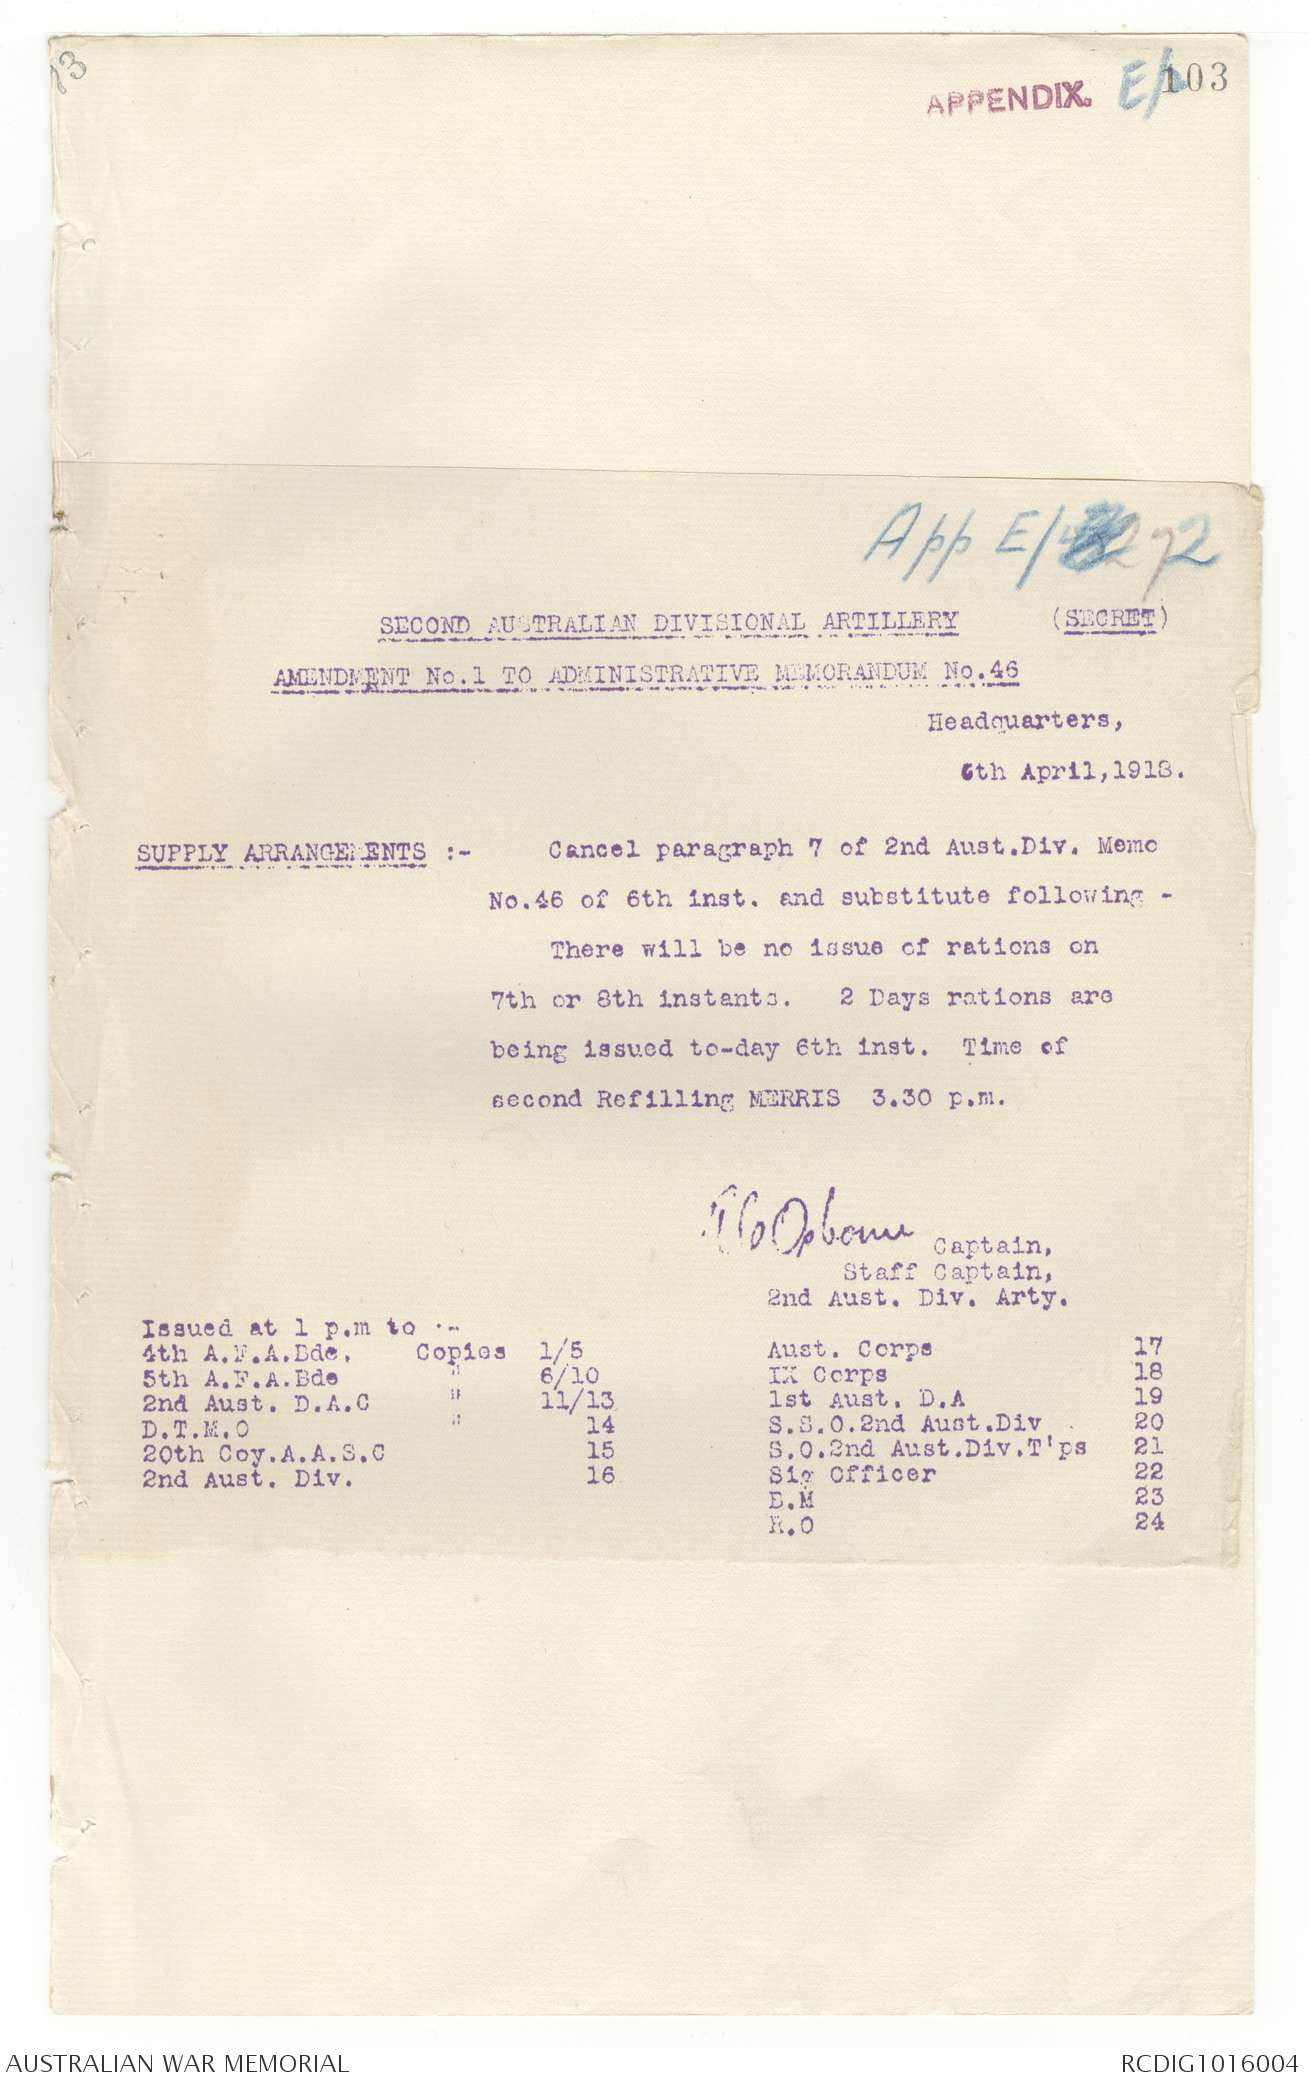 APPENDIX. E/
103
App E/ 2
SECOND AUSTRALIAN DIVISIONAL ARTILLERY (SECRET)
AMENDMENT No.1 TO ADMINISTRATIVE MEMORANDUM No.46
Headquarters,
6th April,1918.
SUPPLY ARRANGEMENTS :- Cancel paragraph 7 of 2nd Aust.Div. Memo
No.46 of 6th inst. and substitute following -
There will be no issue of rations on
7th or 8th instants. 2 Days rations are
being issued to-day 6th inst. Time of
second Refilling MERRIS 3.30 p.m.
Osborne Captain,
Staff Captain,
2nd Aust. Div. Arty.
Issued at 1 p.m to :-
4th A.F.A.Bde. Copies 1/5
5th A.F.A.Bde " 6/10
2nd Aust. D.A.C " 11/13
D.T.M.O " 14
20th Coy.A.A.S.C 15
2nd Aust. Div. 16
Aust. Corps 17
IX Corps 18
1st Aust. D.A 19
S.S.O.2nd Aust.Div 20
S.O.2nd Aust.Div.T'ps 21
Sig Officer 22
B.M 23
R.O 24
AUSTRALIAN WAR MEMORIAL RCDIG1016004